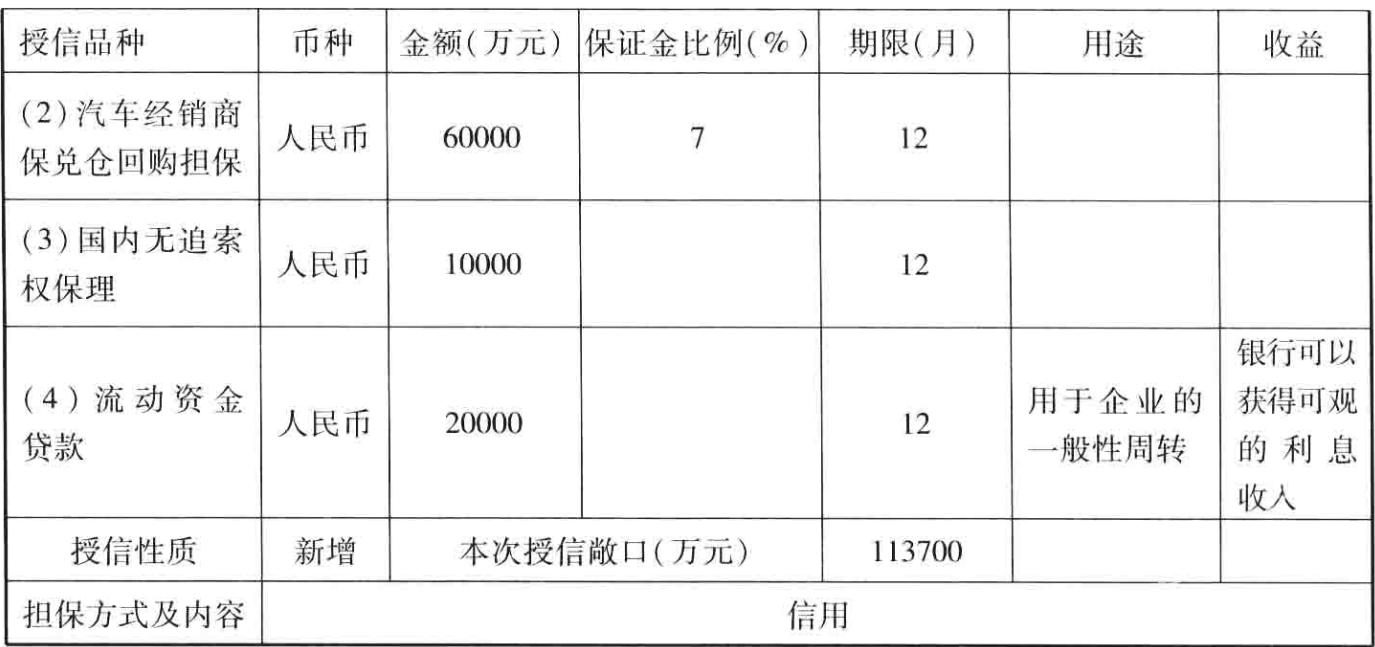 授信品种 币种 金额(万元) 保证金比例(%) 期限(月) 用途 收益
(2)汽车经销商
保兑仓回购担保
人民币 60000 7 12
(3)国内无追索
权保理
人民币 10000 12
(4)流动资金
贷款
人民币 20000 12
用于企业的
一般性周转
银行可以
获得可观
的利息
收入
授信性质 新增 本次授信敞口(万元) 113700
担保方式及内容 信用